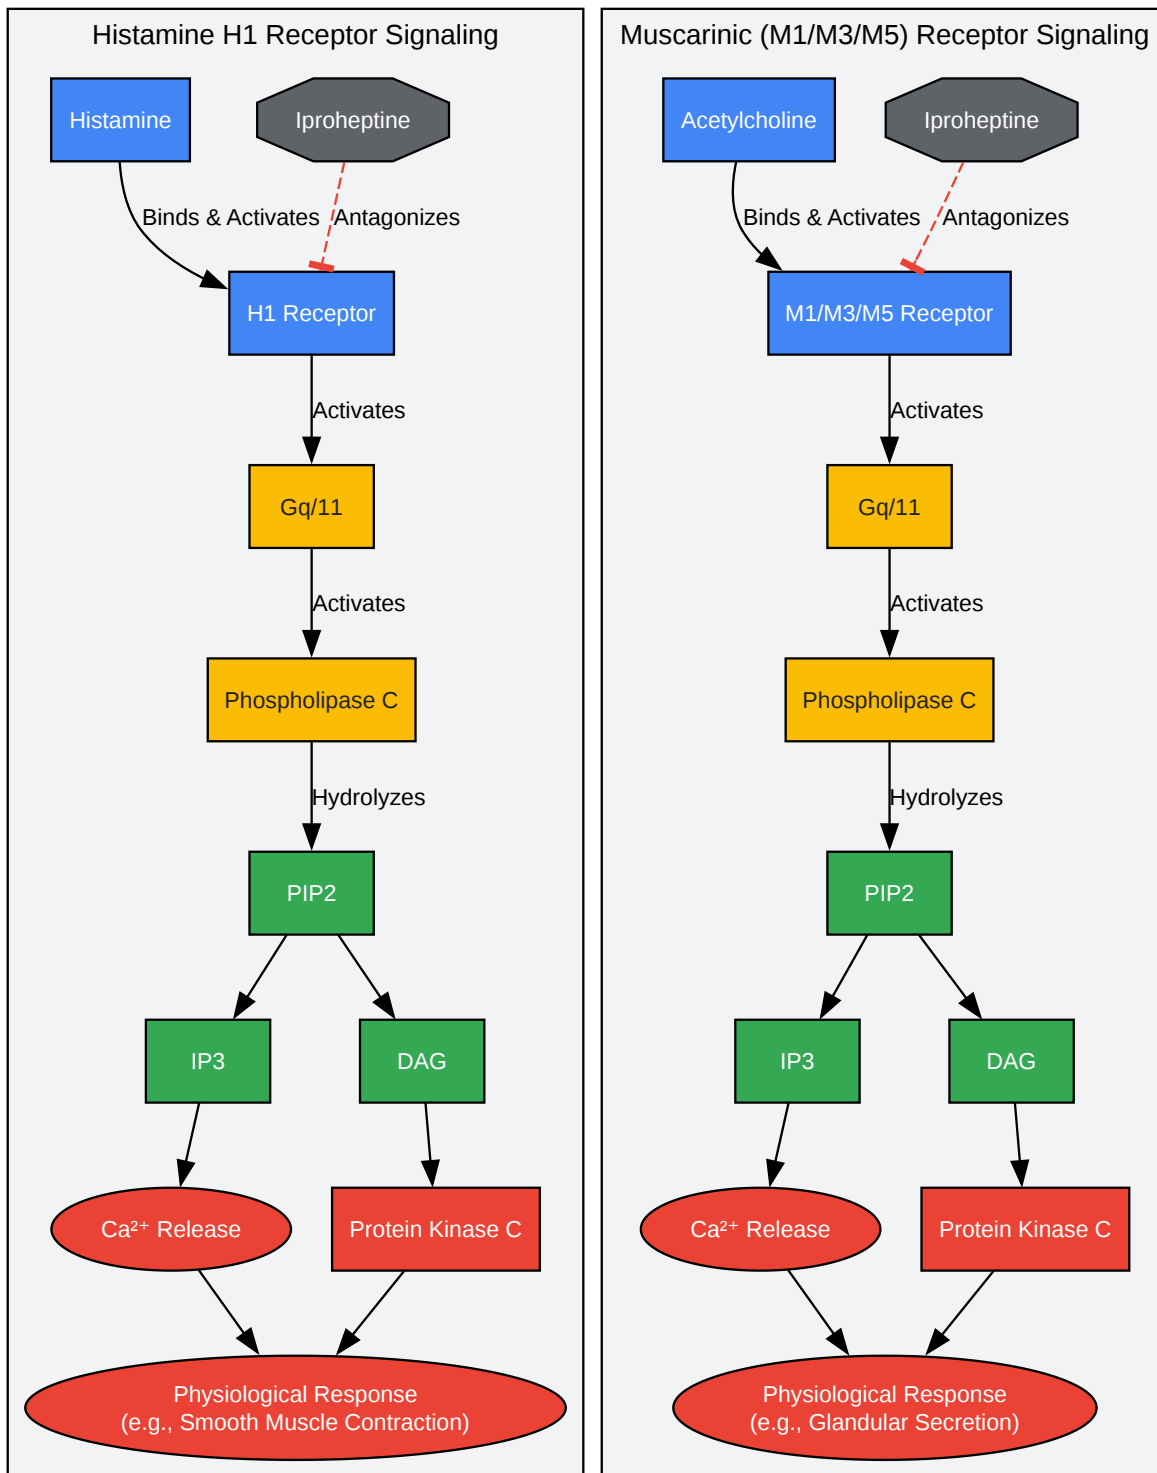 Histamine H1 Receptor Signaling
Histamine
Iproheptine
Binds & Activates
Antagonizes
H1 Receptor
Activates
Gq/11
Activates
Phospholipase C
Hydrolyzes
PIP2
IP3
DAG
Ca²⁺ Release
Protein Kinase C
Physiological Response
(e.g., Smooth Muscle Contraction)
Muscarinic (M1/M3/M5) Receptor Signaling
Acetylcholine
Iproheptine
Binds & Activates
Antagonizes
M1/M3/M5 Receptor
Activates
Gq/11
Activates
Phospholipase C
Hydrolyzes
PIP2
IP3
DAG
Ca²⁺ Release
Protein Kinase C
Physiological Response
(e.g., Glandular Secretion)